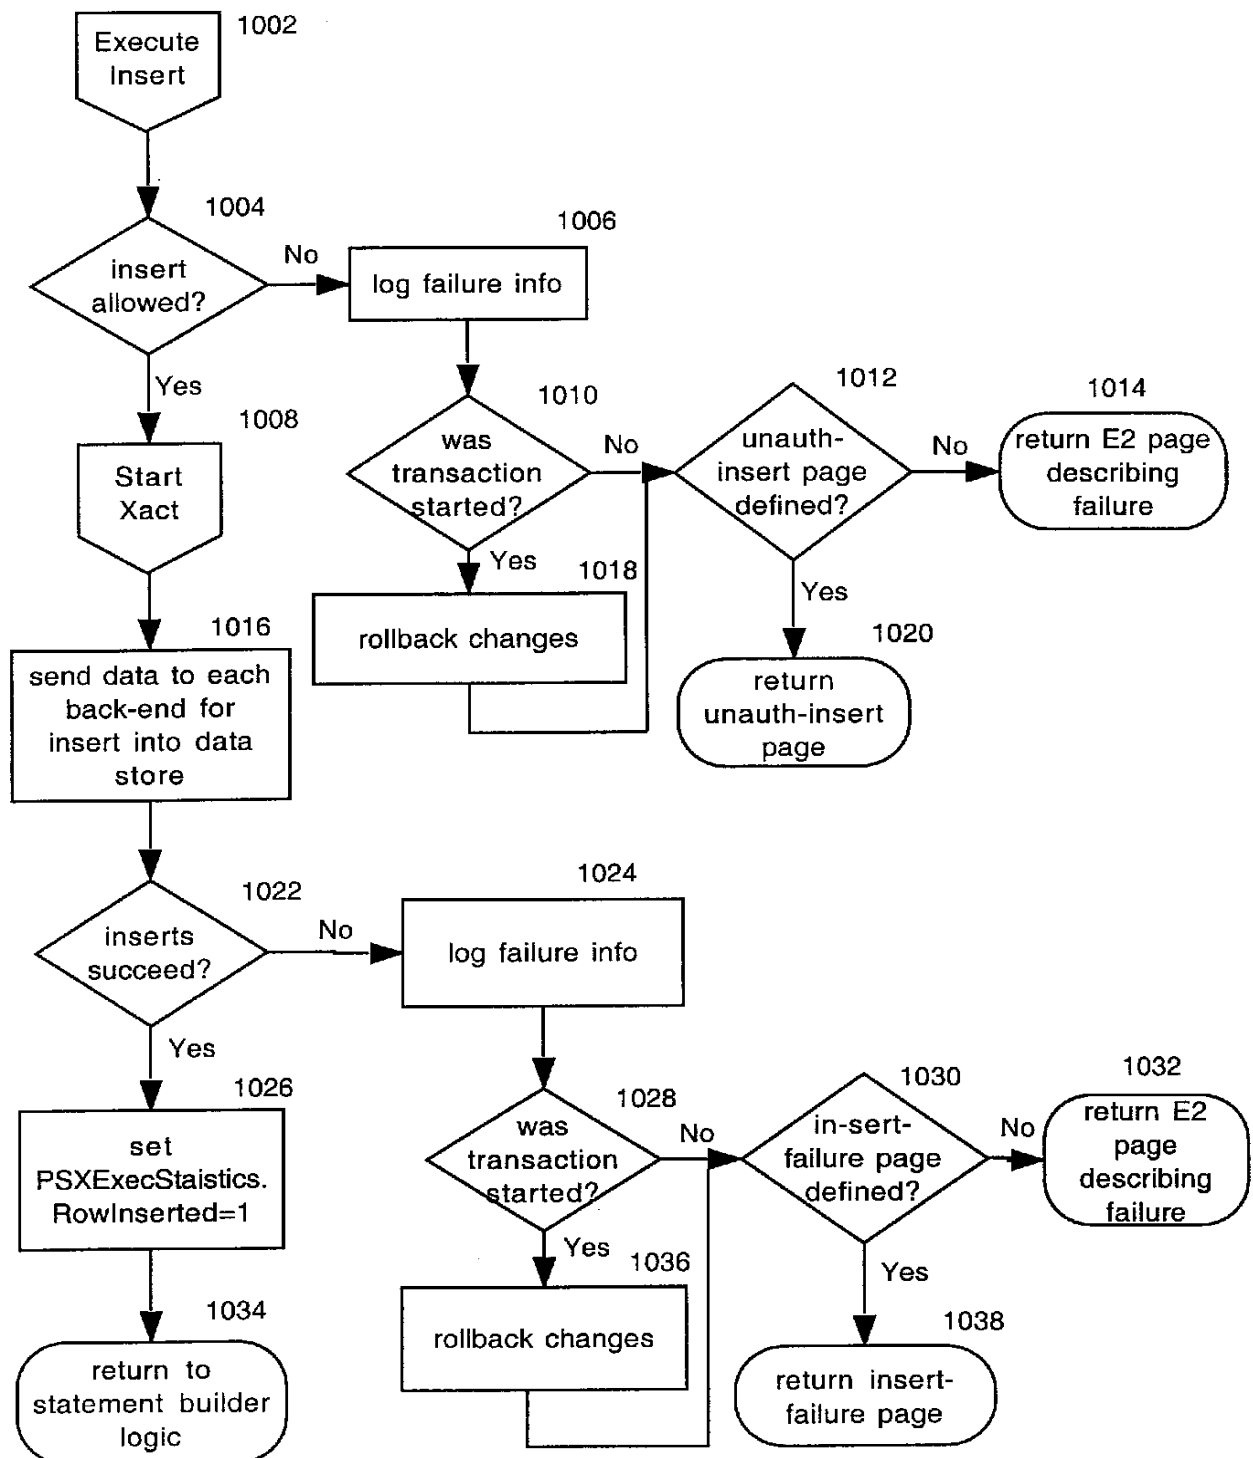 1002
Execute
Insert
1004
insert
allowed?
No
1006
log failure info
Yes
1008
Start
Xact
1010
was
transaction
started?
No
1012
unauth-
insert page
defined?
No
1014
return E2 page
describing
failure
Yes
1018
rollback changes
Yes
1020
return
unauth-insert
page
1016
send data to each
back-end for
insert into data
store
1022
inserts
succeed?
No
1024
log failure info
Yes
1026
set
PSXExecStaistics.
RowInserted=1
1028
was
transaction
started?
No
1030
in-sert-
failure page
defined?
No
1032
return E2
page
describing
failure
Yes
1036
rollback changes
Yes
1038
return insert-
failure page
1034
return to
statement builder
logic